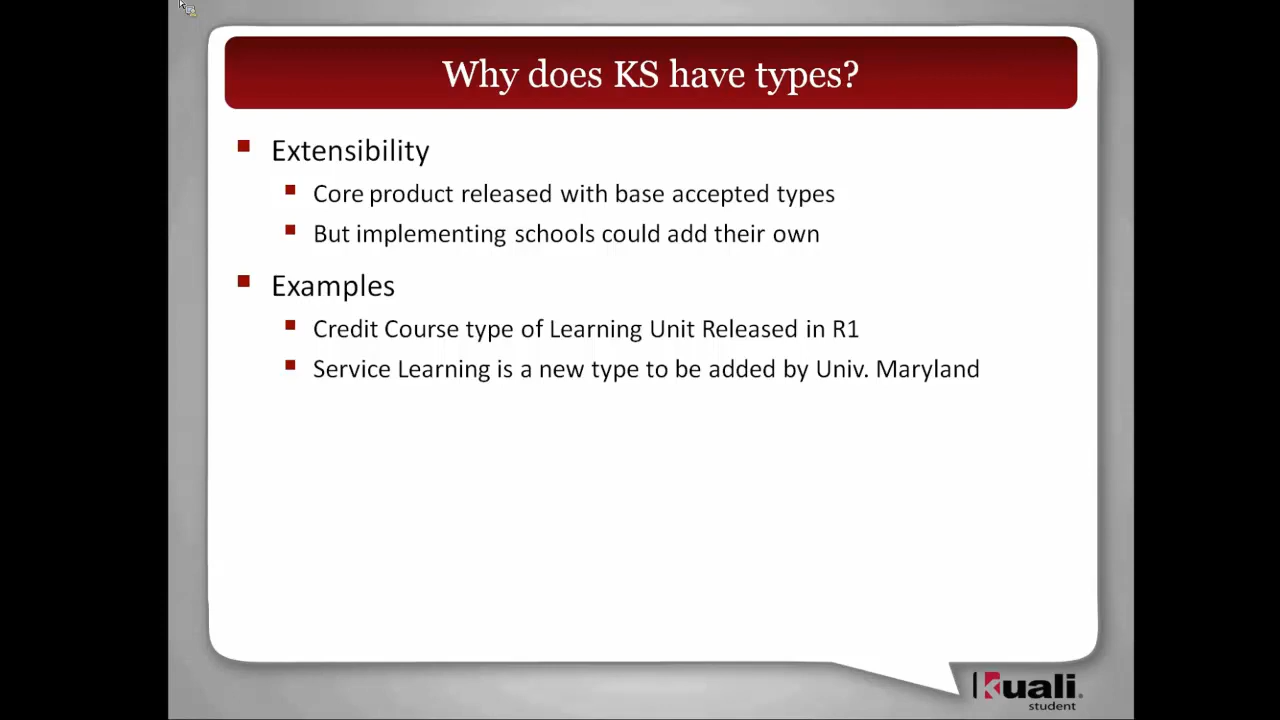 Why does KS have types?
Extensibility
Core product released with base accepted types
But implementing schools could add their own
Examples
Credit Course type of Learning Unit Released in R1
Service Learning is a new type to be added by Univ. Maryland
kuali
student